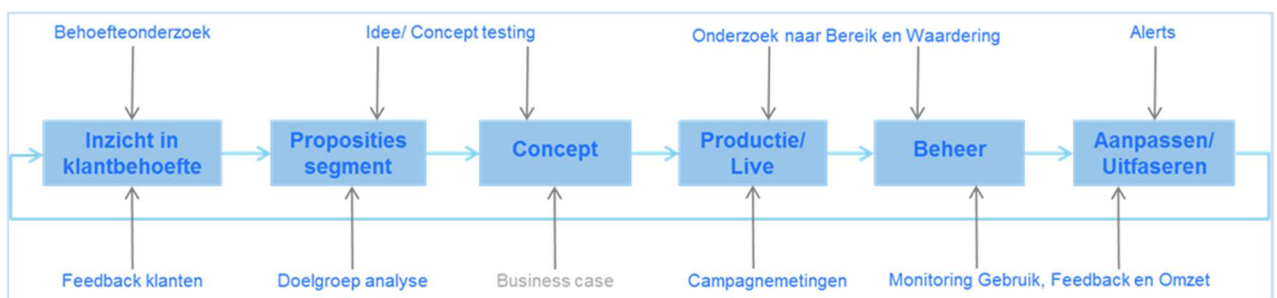 Behoefteonderzoek
Idee/ Concept testing
Onderzoek naar Bereik en Waardering
Alerts
Inzicht in
klantbehoefte
Proposities
segment
Concept
Productie/
Live
Beheer
Aanpassen/
Uitfaseren
Feedback klanten
Doelgroep analyse
Business case
Campagnemetingen
Monitoring Gebruik, Feedback en Omzet